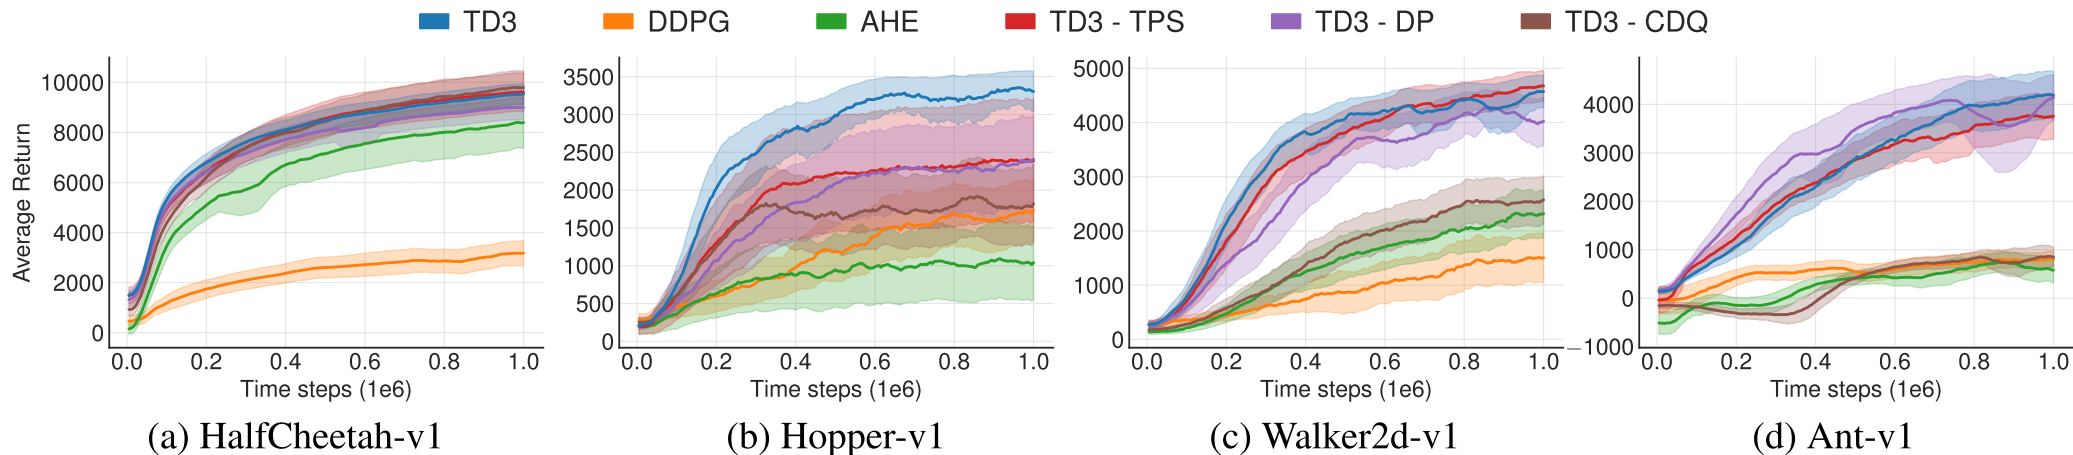 TD3 DDPG AHE TD3 - TPS TD3 - DP TD3 - CDQ
Average Return
10000
8000
6000
4000
2000
0
0.0 0.2 0.4 0.6 0.8 1.0
Time steps (1e6)
(a) HalfCheetah-v1
3500
3000
2500
2000
1500
1000
500
0
0.0 0.2 0.4 0.6 0.8 1.0
Time steps (1e6)
(b) Hopper-v1
5000
4000
3000
2000
1000
0
0.0 0.2 0.4 0.6 0.8 1.0
Time steps (1e6)
(c) Walker2d-v1
4000
3000
2000
1000
0
−1000
0.0 0.2 0.4 0.6 0.8 1.0
Time steps (1e6)
(d) Ant-v1